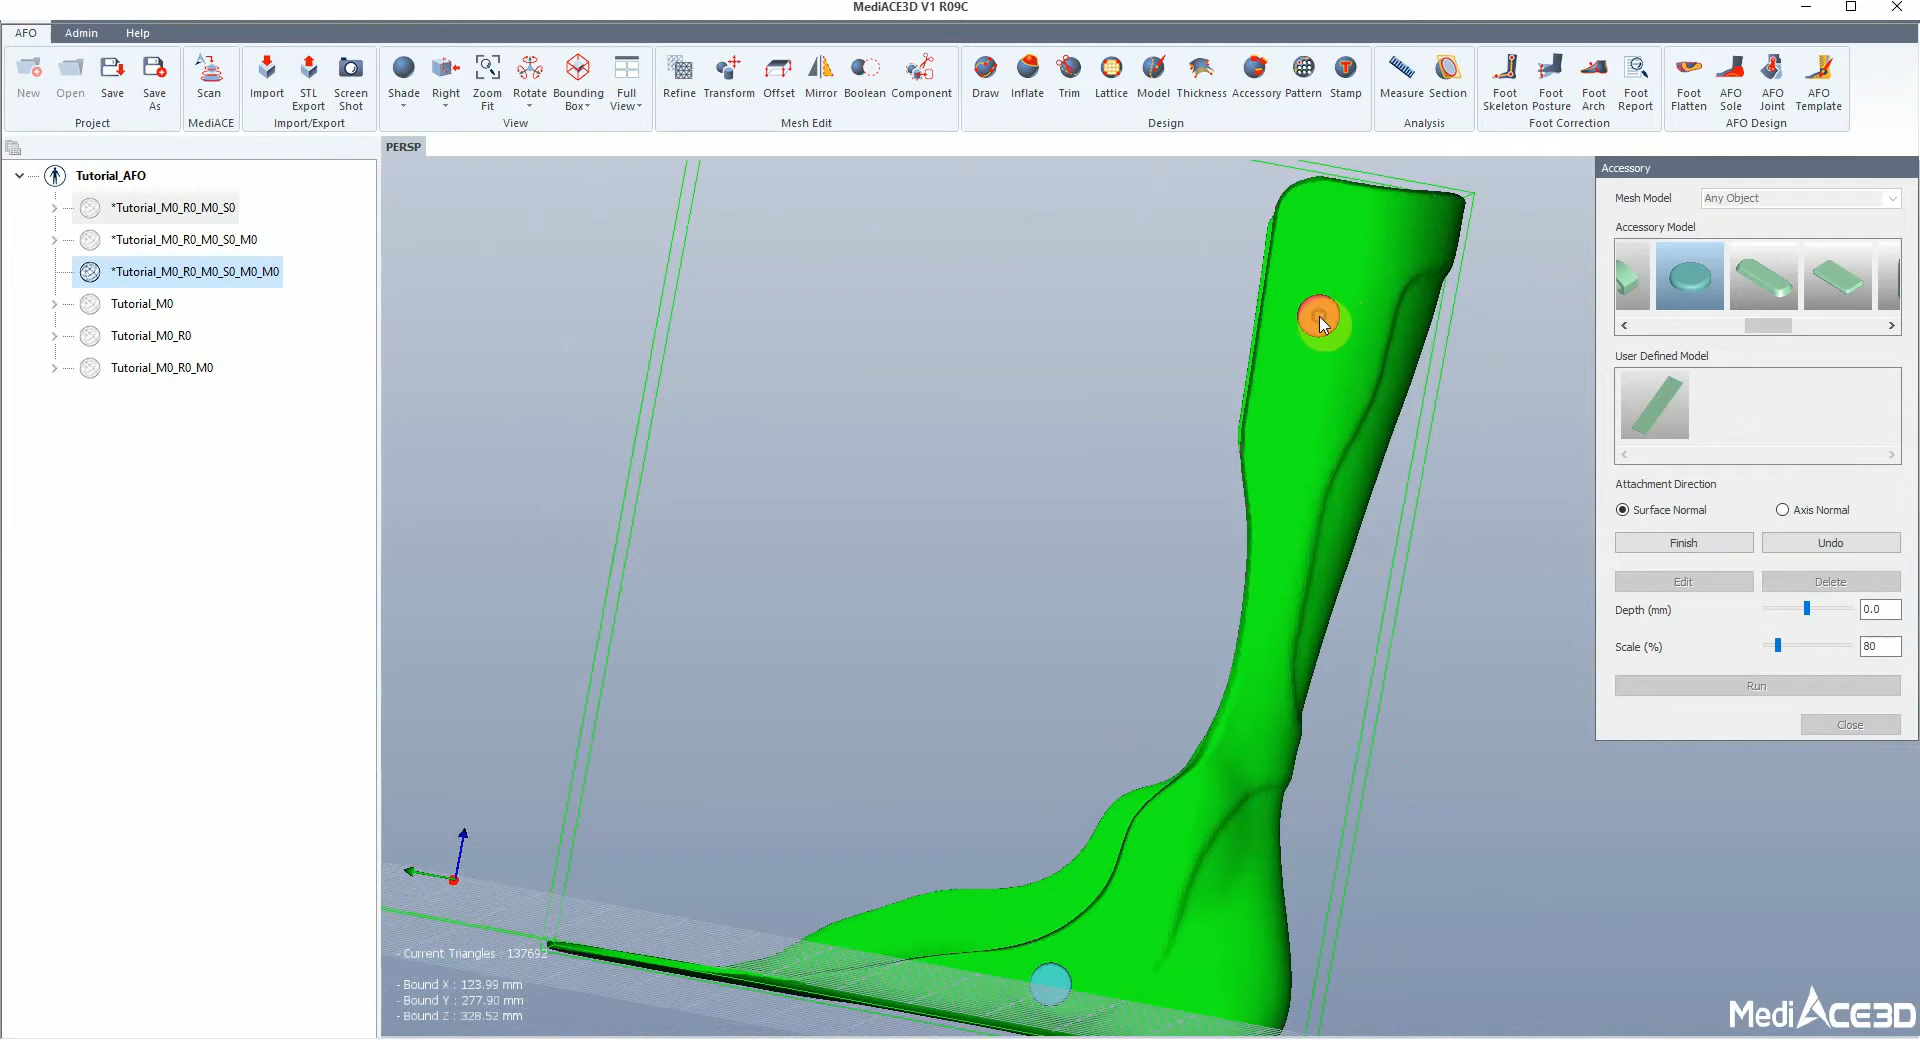 MediACE3D V1 R09C
AFO Admin Help
New Open Save Save As
Project
Scan
MediACE
Import STL Export Screen Shot
Import/Export
Shade Right Zoom Fit Rotate Bounding Box Full View
View
Refine Transform Offset Mirror Boolean Component
Mesh Edit
Draw Inflate Trim Lattice Model Thickness Accessory Pattern Stamp
Design
Measure Section
Analysis
Foot Skeleton Foot Posture Foot Arch Foot Report
Foot Correction
Foot Flatten AFO Sole AFO Joint AFO Template
AFO Design
PERSP
Tutorial_AFO
*Tutorial_M0_R0_M0_S0
*Tutorial_M0_R0_M0_S0_M0
*Tutorial_M0_R0_M0_S0_M0_M0
Tutorial_M0
Tutorial_M0_R0
Tutorial_M0_R0_M0
Accessory
Mesh Model Any Object
Accessory Model
User Defined Model
Attachment Direction
Surface Normal Axis Normal
Finish Undo
Edit Delete
Depth (mm) 0.0
Scale (%) 80
Run
Close
- Current Triangles : 137692
- Bound X : 123.99 mm
- Bound Y : 277.90 mm
- Bound Z : 328.52 mm
MediACE3D